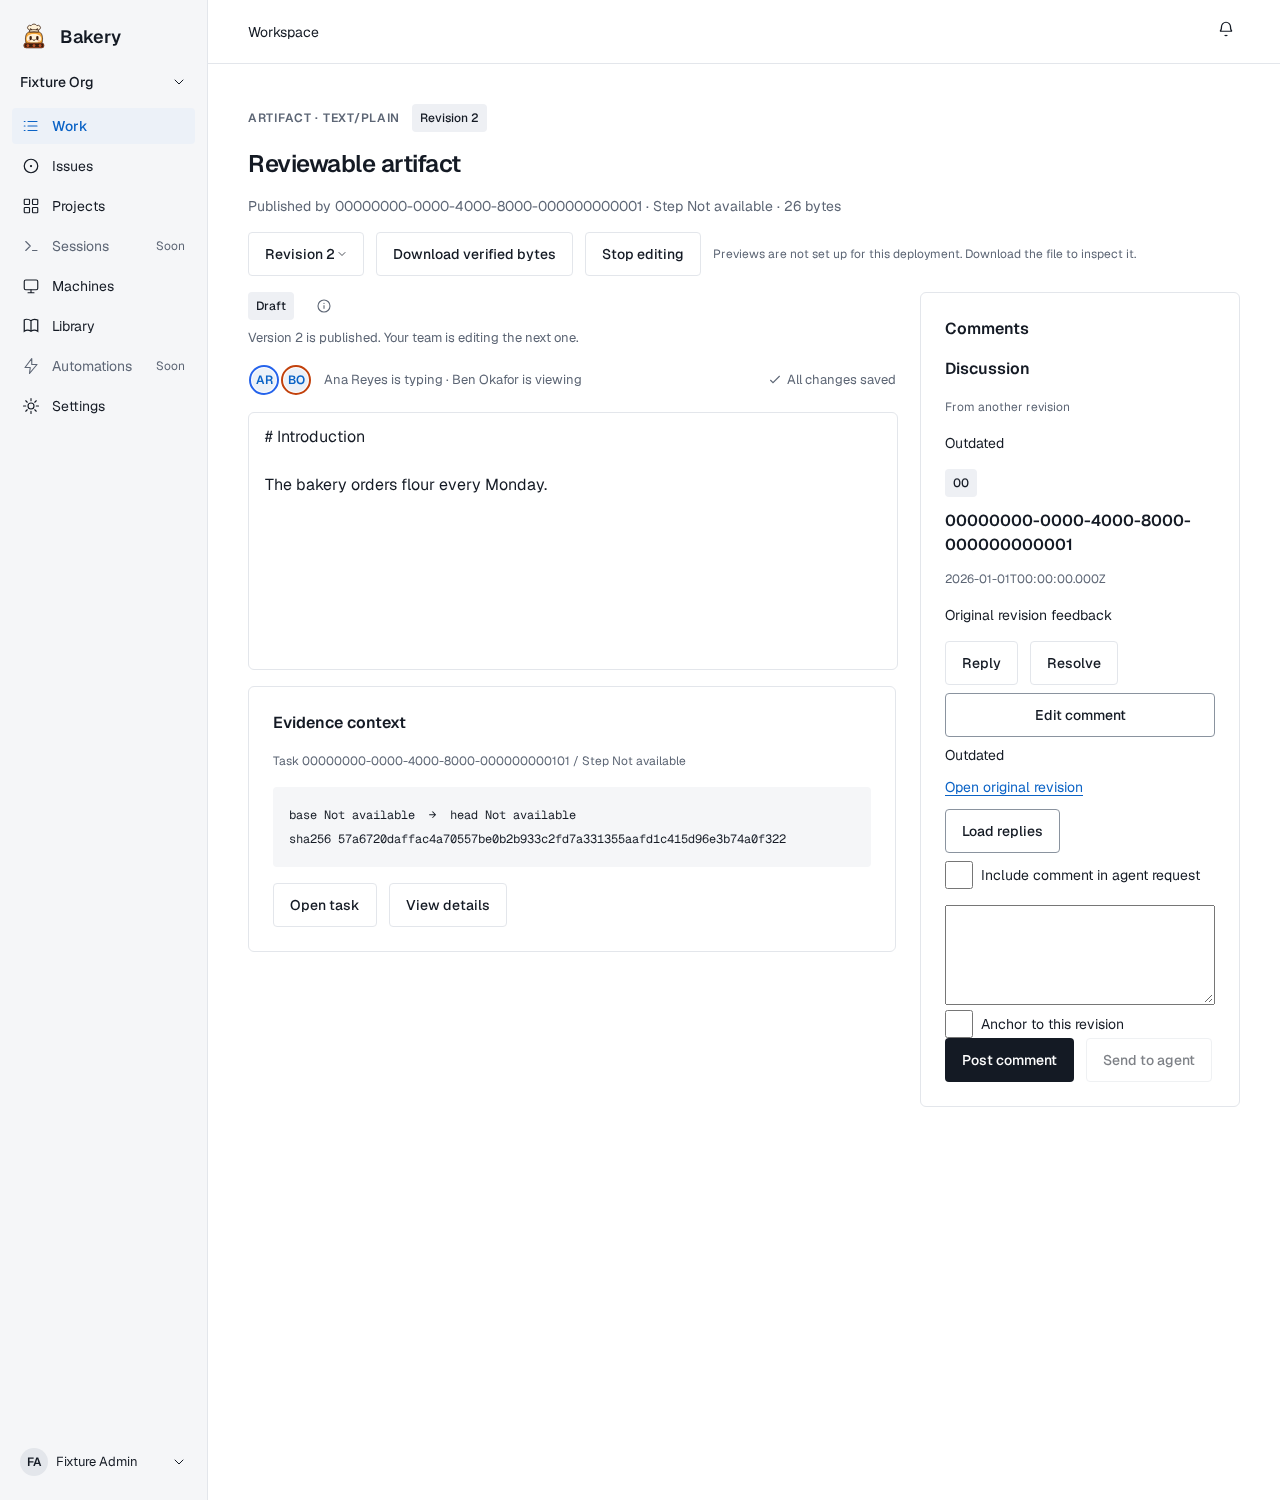 Bakery
Fixture Org
Work
Issues
Projects
Sessions Soon
Machines
Library
Automations Soon
Settings
FA Fixture Admin
Workspace
ARTIFACT · TEXT/PLAIN Revision 2
Reviewable artifact
Published by 00000000-0000-4000-8000-000000000001 · Step Not available · 26 bytes
Revision 2 Download verified bytes Stop editing Previews are not set up for this deployment. Download the file to inspect it.
Draft
Version 2 is published. Your team is editing the next one.
AR BO Ana Reyes is typing · Ben Okafor is viewing All changes saved
# Introduction
The bakery orders flour every Monday.
Evidence context
Task 00000000-0000-4000-8000-000000000101 / Step Not available
base Not available → head Not available
sha256 57a6720daffac4a70557be0b2b933c2fd7a331355aafd1c415d96e3b74a0f322
Open task View details
Comments
Discussion
From another revision
Outdated
00
00000000-0000-4000-8000-
000000000001
2026-01-01T00:00:00.000Z
Original revision feedback
Reply Resolve
Edit comment
Outdated
Open original revision
Load replies
Include comment in agent request
Anchor to this revision
Post comment Send to agent